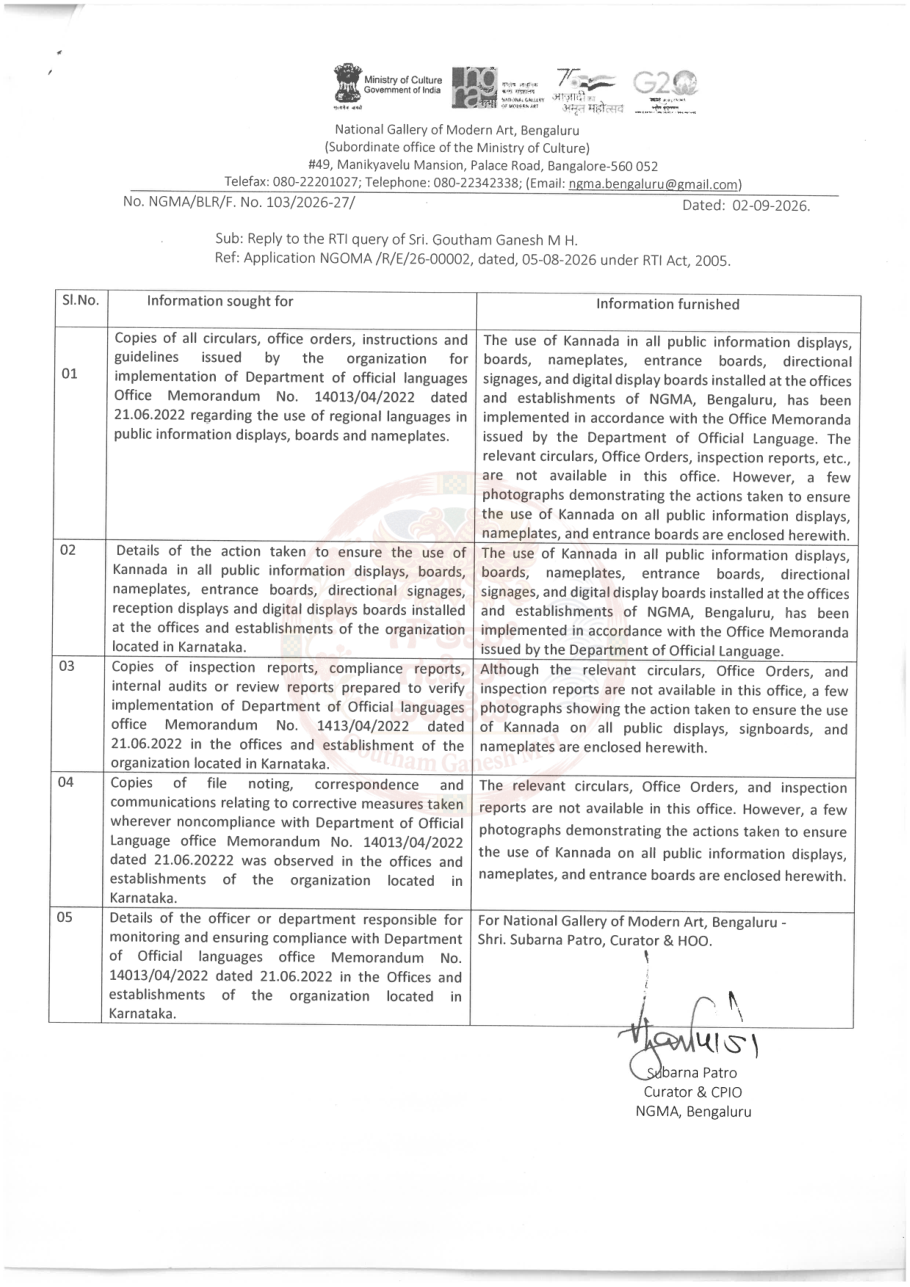 Ministry of Culture
Government of India
NATIONAL GALLERY
OF MODERN ART
आज़ादी का
अमृत महोत्सव
G20
National Gallery of Modern Art, Bengaluru
(Subordinate office of the Ministry of Culture)
#49, Manikyavelu Mansion, Palace Road, Bangalore-560 052
Telefax: 080-22201027; Telephone: 080-22342338; (Email: ngma.bengaluru@gmail.com)
No. NGMA/BLR/F. No. 103/2026-27/
Dated: 02-09-2026.
Sub: Reply to the RTI query of Sri. Goutham Ganesh M H.
Ref: Application NGOMA /R/E/26-00002, dated, 05-08-2026 under RTI Act, 2005.
Sl.No.
Information sought for
Information furnished
01
Copies of all circulars, office orders, instructions and
guidelines issued by the organization for
implementation of Department of official languages
Office Memorandum No. 14013/04/2022 dated
21.06.2022 regarding the use of regional languages in
public information displays, boards and nameplates.
The use of Kannada in all public information displays,
boards, nameplates, entrance boards, directional
signages, and digital display boards installed at the offices
and establishments of NGMA, Bengaluru, has been
implemented in accordance with the Office Memoranda
issued by the Department of Official Language. The
relevant circulars, Office Orders, inspection reports, etc.,
are not available in this office. However, a few
photographs demonstrating the actions taken to ensure
the use of Kannada on all public information displays,
nameplates, and entrance boards are enclosed herewith.
02
Details of the action taken to ensure the use of
Kannada in all public information displays, boards,
nameplates, entrance boards, directional signages,
reception displays and digital displays boards installed
at the offices and establishments of the organization
located in Karnataka.
The use of Kannada in all public information displays,
boards, nameplates, entrance boards, directional
signages, and digital display boards installed at the offices
and establishments of NGMA, Bengaluru, has been
implemented in accordance with the Office Memoranda
issued by the Department of Official Language.
03
Copies of inspection reports, compliance reports,
internal audits or review reports prepared to verify
implementation of Department of Official languages
office Memorandum No. 1413/04/2022 dated
21.06.2022 in the offices and establishment of the
organization located in Karnataka.
Although the relevant circulars, Office Orders, and
inspection reports are not available in this office, a few
photographs showing the action taken to ensure the use
of Kannada on all public displays, signboards, and
nameplates are enclosed herewith.
04
Copies of file noting, correspondence and
communications relating to corrective measures taken
wherever noncompliance with Department of Official
Language office Memorandum No. 14013/04/2022
dated 21.06.20222 was observed in the offices and
establishments of the organization located in
Karnataka.
The relevant circulars, Office Orders, and inspection
reports are not available in this office. However, a few
photographs demonstrating the actions taken to ensure
the use of Kannada on all public information displays,
nameplates, and entrance boards are enclosed herewith.
05
Details of the officer or department responsible for
monitoring and ensuring compliance with Department
of Official languages office Memorandum No.
14013/04/2022 dated 21.06.2022 in the Offices and
establishments of the organization located in
Karnataka.
For National Gallery of Modern Art, Bengaluru -
Shri. Subarna Patro, Curator & HOO.
Goutham Ganesh M H
Subarna Patro
Curator & CPIO
NGMA, Bengaluru